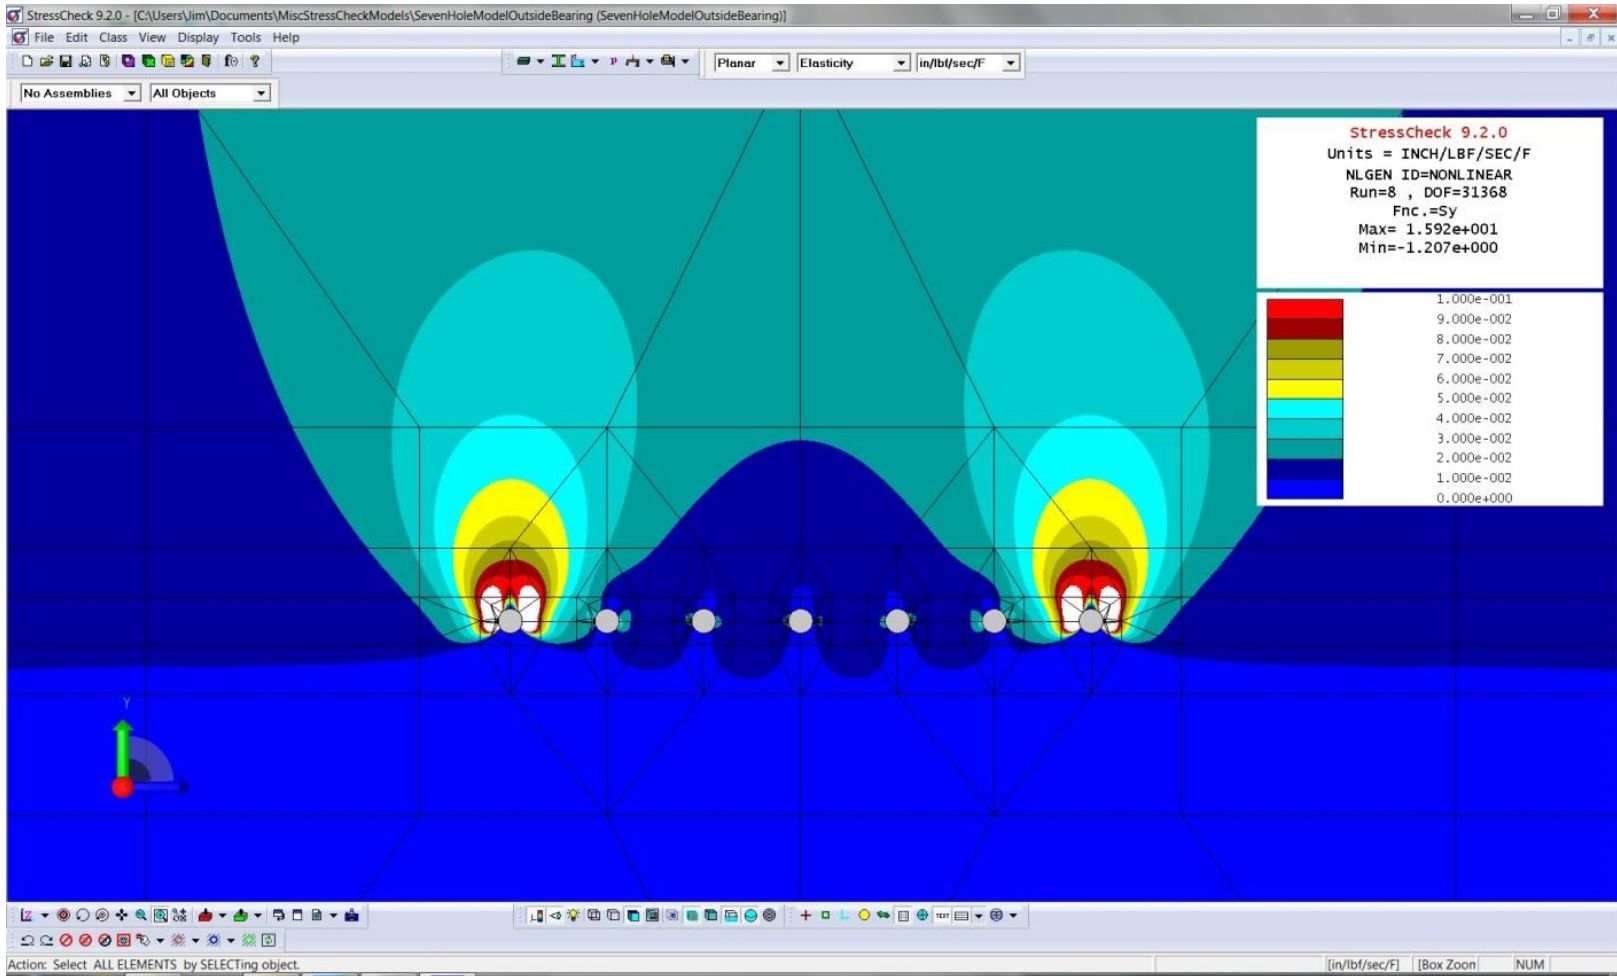 StressCheck 9.2.0 - [C:\Users\Jim\Documents\MiscStressCheckModels\SevenHoleModelOutsideBearing (SevenHoleModelOutsideBearing)]
File Edit Class View Display Tools Help
Planar Elasticity in/lbf/sec/F
No Assemblies All Objects
StressCheck 9.2.0
Units = INCH/LBF/SEC/F
NLGEN ID=NONLINEAR
Run=8 , DOF=31368
Fnc.=Sy
Max= 1.592e+001
Min=-1.207e+000
1.000e-001
9.000e-002
8.000e-002
7.000e-002
6.000e-002
5.000e-002
4.000e-002
3.000e-002
2.000e-002
1.000e-002
0.000e+000
Y
TEXT
Action: Select ALL ELEMENTS by SELECTing object.
[in/lbf/sec/F] [Box Zoon NUM